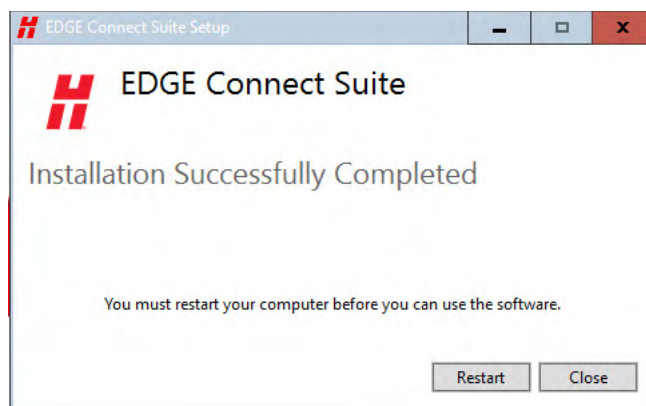 EDGE Connect Suite Setup
EDGE Connect Suite
Installation Successfully Completed
You must restart your computer before you can use the software.
Restart Close